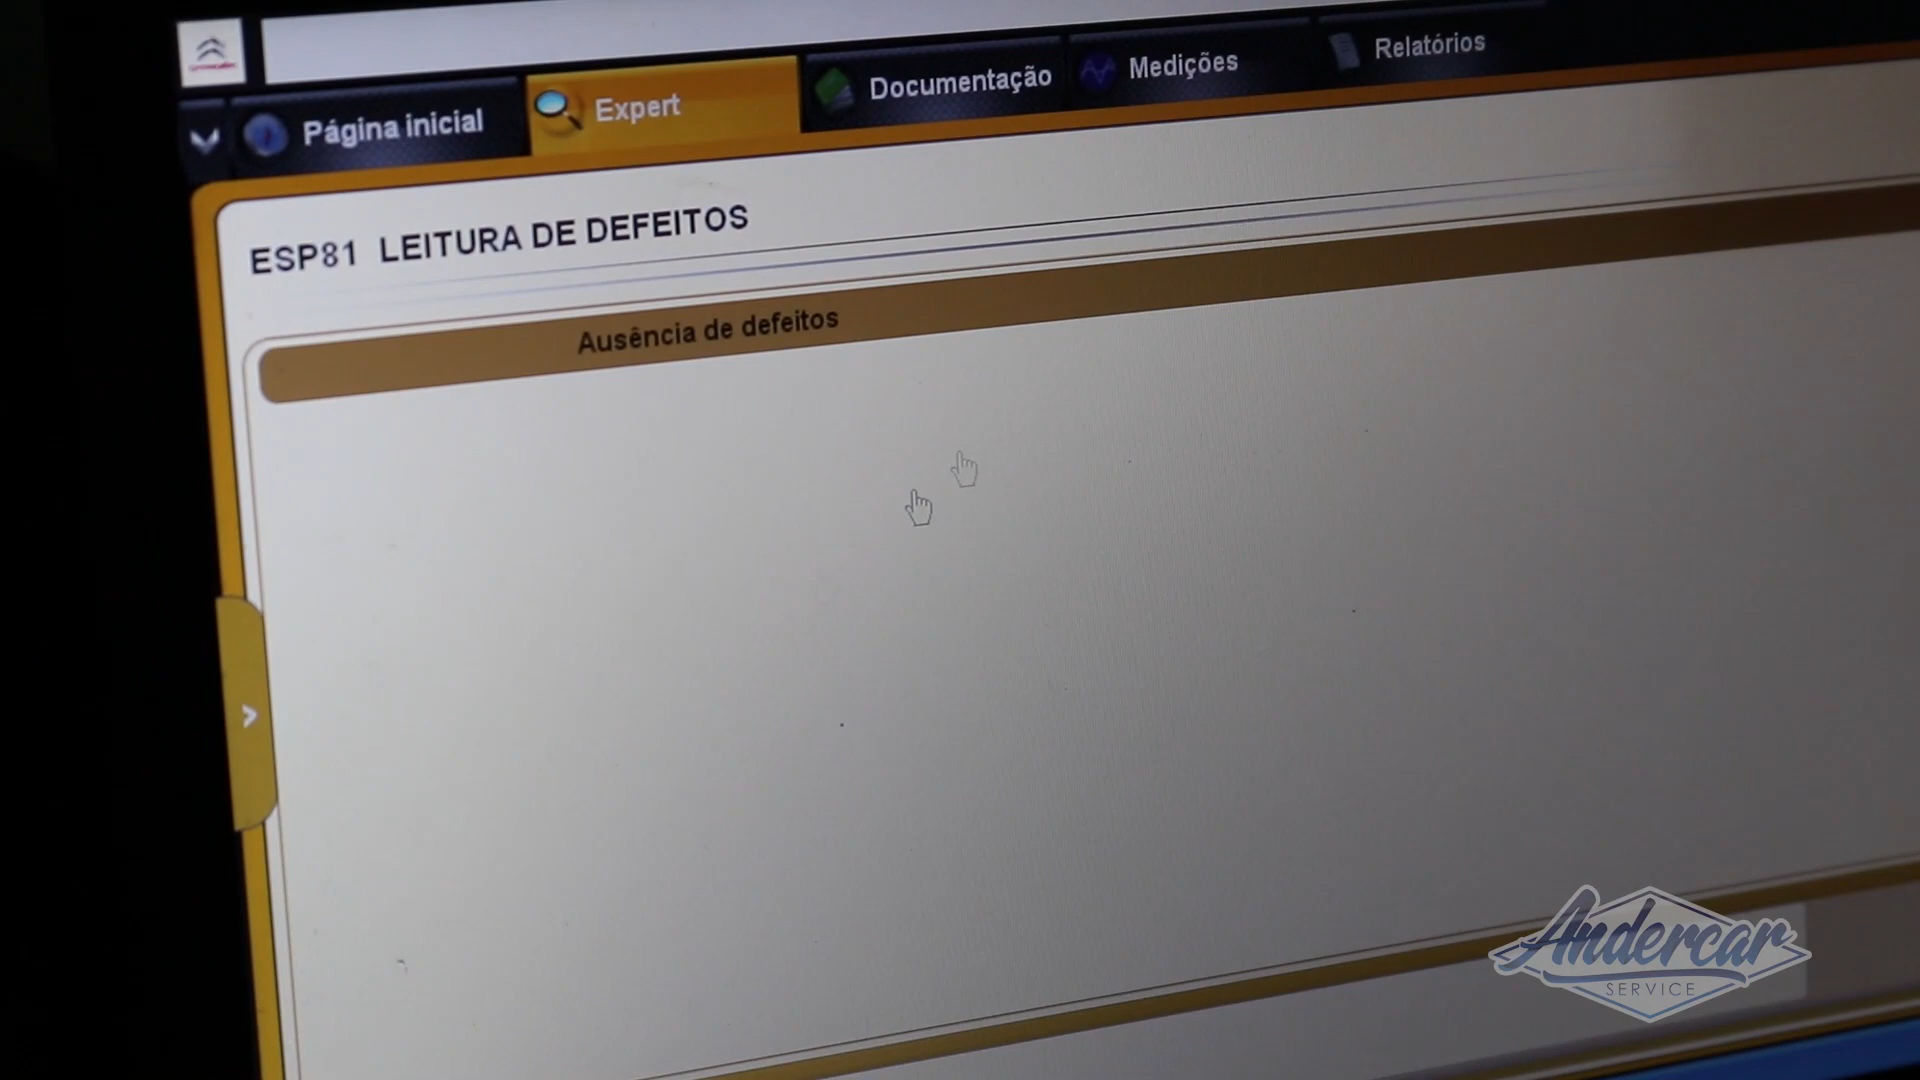 Página inicial
Expert
Documentação
Medições
Relatórios
ESP81 LEITURA DE DEFEITOS
Ausência de defeitos
Andercar
SERVICE